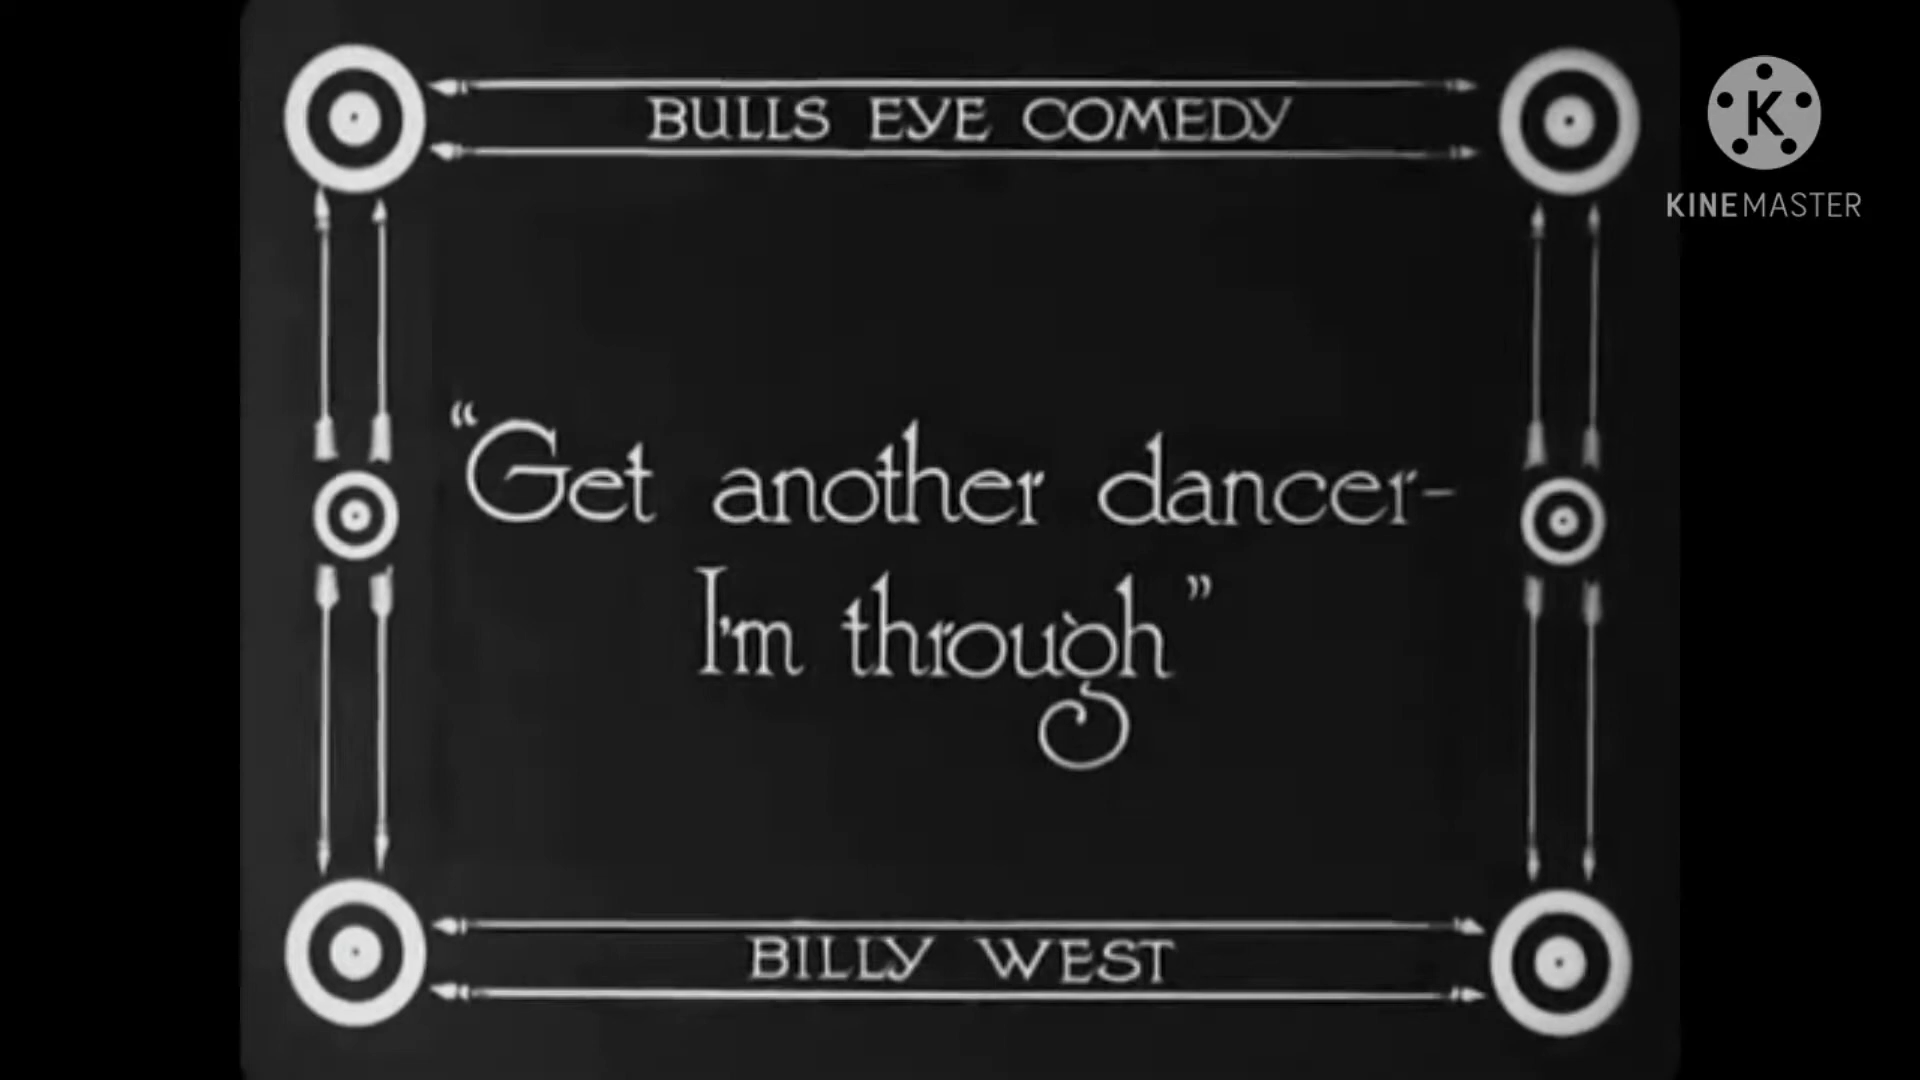 BULLS EYE COMEDY
K
KINEMASTER
“Get another dancer-
I'm through”
BILLY WEST